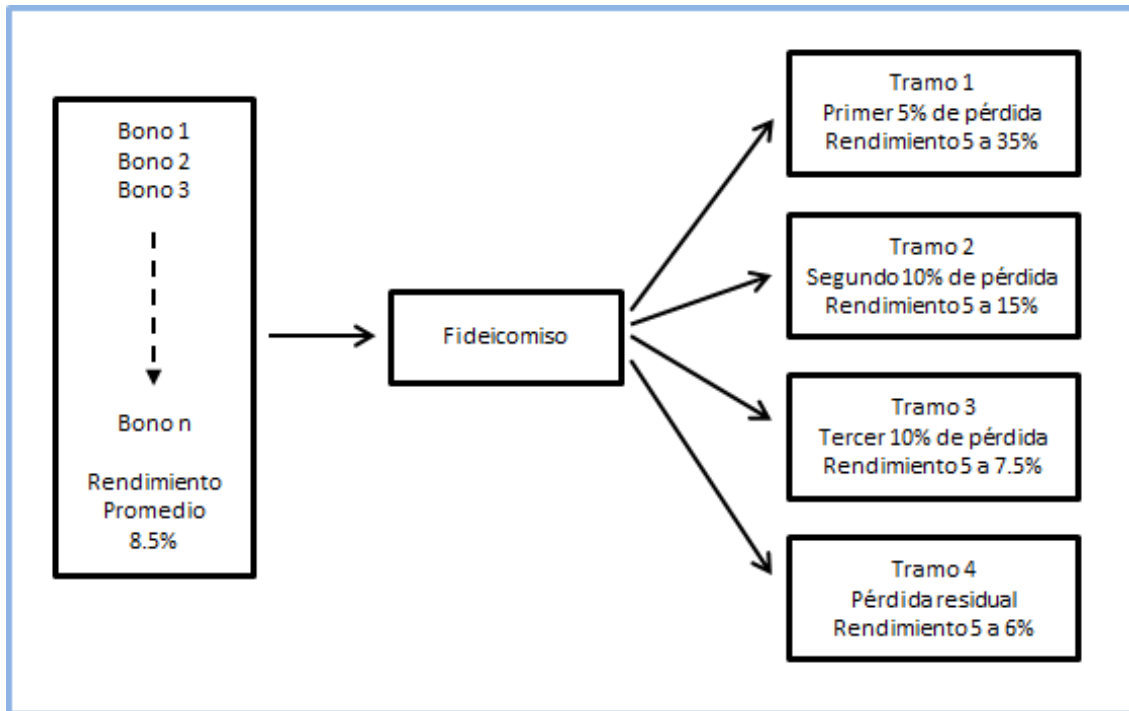 Bono 1
Bono 2
Bono 3
Bono n
Rendimiento
Promedio
8.5%
Fideicomiso
Tramo 1
Primer 5% de pérdida
Rendimiento 5 a 35%
Tramo 2
Segundo 10% de pérdida
Rendimiento 5 a 15%
Tramo 3
Tercer 10% de pérdida
Rendimiento 5 a 7.5%
Tramo 4
Pérdida residual
Rendimiento 5 a 6%